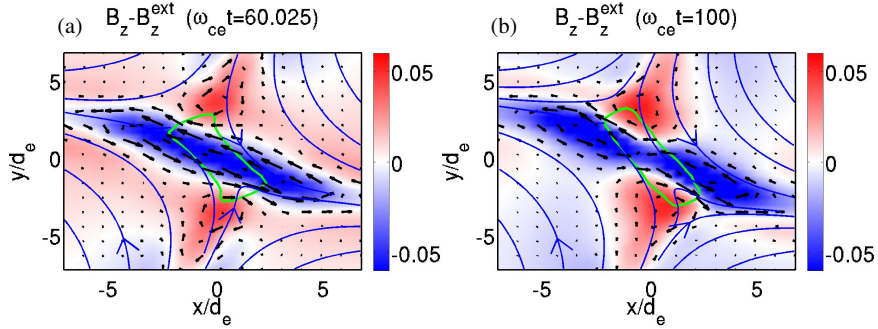 (a) B_z-B_z^ext (ω_ce t=60.025)
5
0
-5
y/d_e
-5 0 5
x/d_e
0.05
0
-0.05
(b) B_z-B_z^ext (ω_ce t=100)
5
0
-5
y/d_e
-5 0 5
x/d_e
0.05
0
-0.05